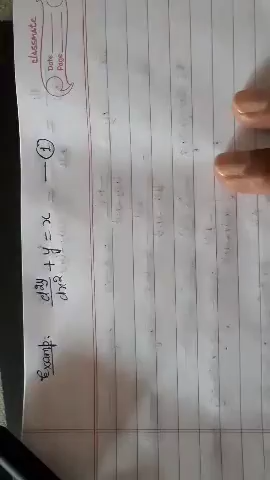 classmate
Date
Page
Examp:
d2y/dx2 + y = x — ①